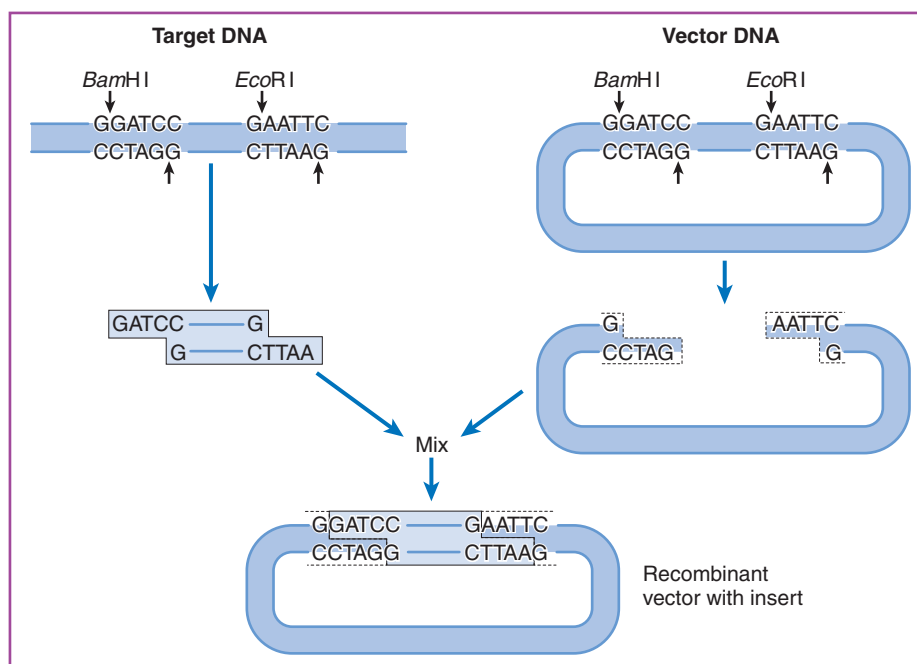 Target DNA
Vector DNA
BamHI
EcoRI
BamHI
EcoRI
GGATCC
GAATTC
GGATCC
GAATTC
CCTAGG
CTTAAG
CCTAGG
CTTAAG
GATCC
G
G
AATTC
G
CTTAA
CCTAG
G
Mix
GGATCC
GAATTC
CCTAGG
CTTAAG
Recombinant
vector with insert